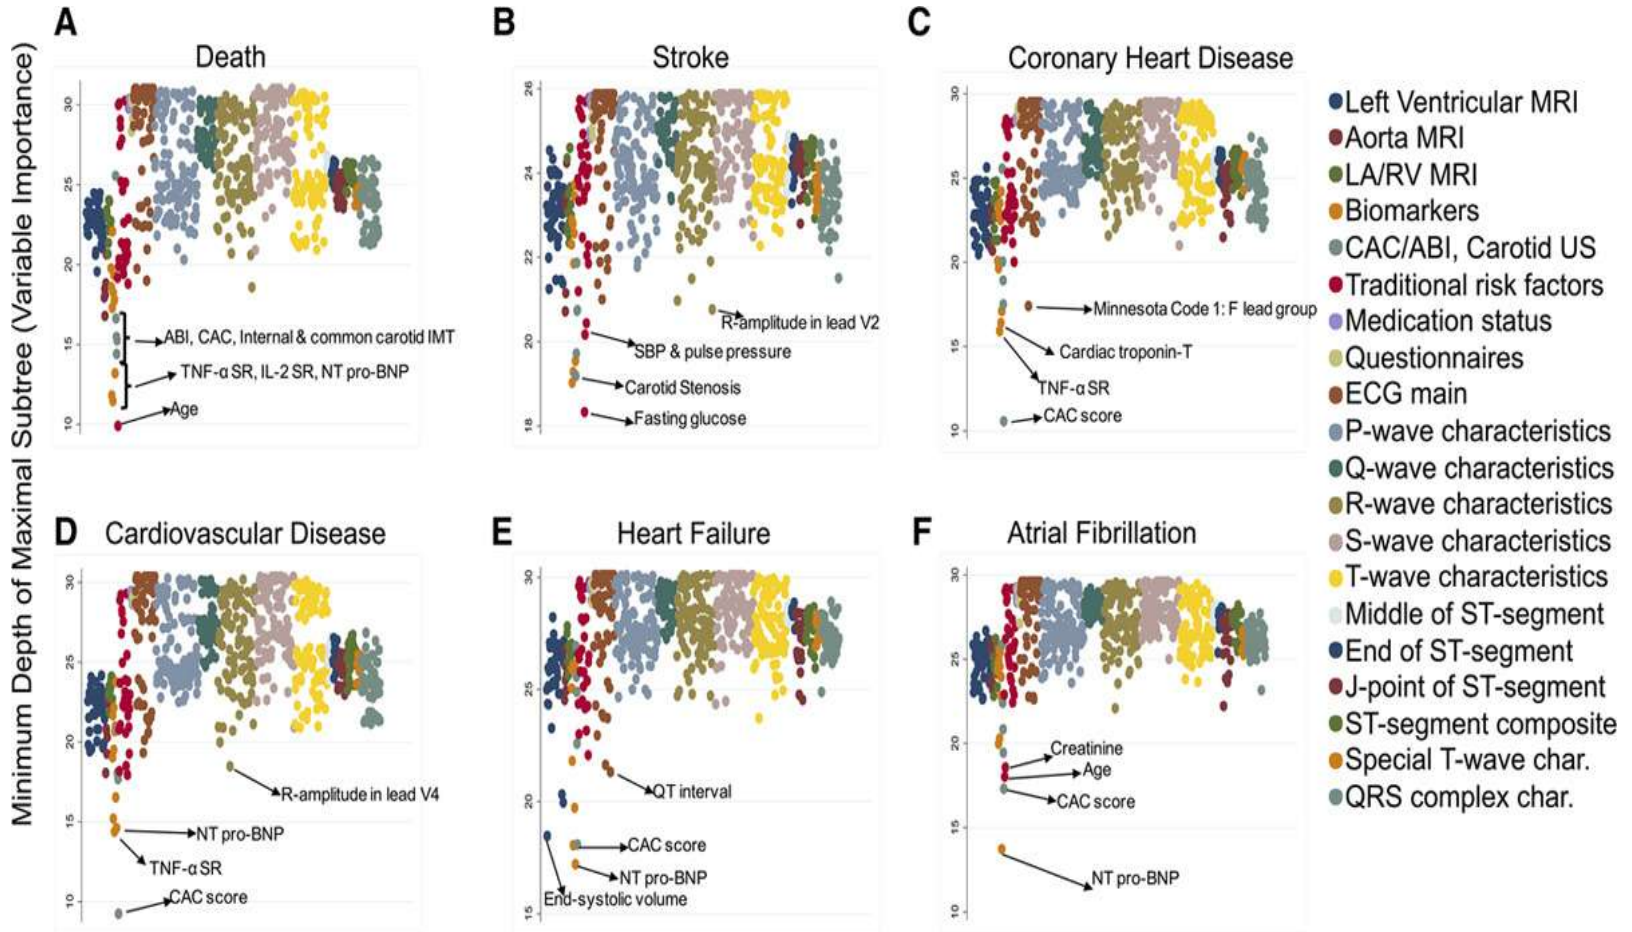 A
B
C
Death
Stroke
Coronary Heart Disease
Minimum Depth of Maximal Subtree (Variable Importance)
30
25
20
15
10
ABI, CAC, Internal & common carotid IMT
TNF-α SR, IL-2 SR, NT pro-BNP
Age
26
24
22
20
18
R-amplitude in lead V2
SBP & pulse pressure
Carotid Stenosis
Fasting glucose
30
25
20
15
10
Minnesota Code 1: F lead group
Cardiac troponin-T
TNF-α SR
CAC score
D
E
F
Cardiovascular Disease
Heart Failure
Atrial Fibrillation
30
25
20
15
10
R-amplitude in lead V4
NT pro-BNP
TNF-α SR
CAC score
30
25
20
15
QT interval
CAC score
NT pro-BNP
End-systolic volume
30
25
20
15
10
Creatinine
Age
CAC score
NT pro-BNP
Left Ventricular MRI
Aorta MRI
LA/RV MRI
Biomarkers
CAC/ABI, Carotid US
Traditional risk factors
Medication status
Questionnaires
ECG main
P-wave characteristics
Q-wave characteristics
R-wave characteristics
S-wave characteristics
T-wave characteristics
Middle of ST-segment
End of ST-segment
J-point of ST-segment
ST-segment composite
Special T-wave char.
QRS complex char.